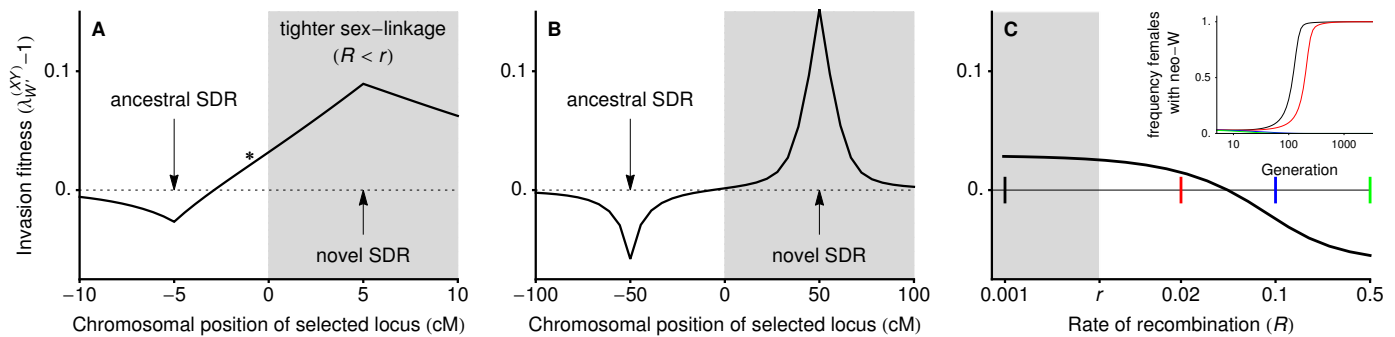 A
tighter sex−linkage
(R < r)
ancestral SDR
*
novel SDR
Invasion fitness (λ_{W'}^{(XY)}−1)
0.1
0.
−10
−5
0
5
10
Chromosomal position of selected locus (cM)
B
ancestral SDR
novel SDR
0.1
0.
−100
−50
0
50
100
Chromosomal position of selected locus (cM)
C
frequency females
with neo−W
1.
0.5
0.
10
100
1000
Generation
0.1
0.
0.001
r
0.02
0.1
0.5
Rate of recombination (R)